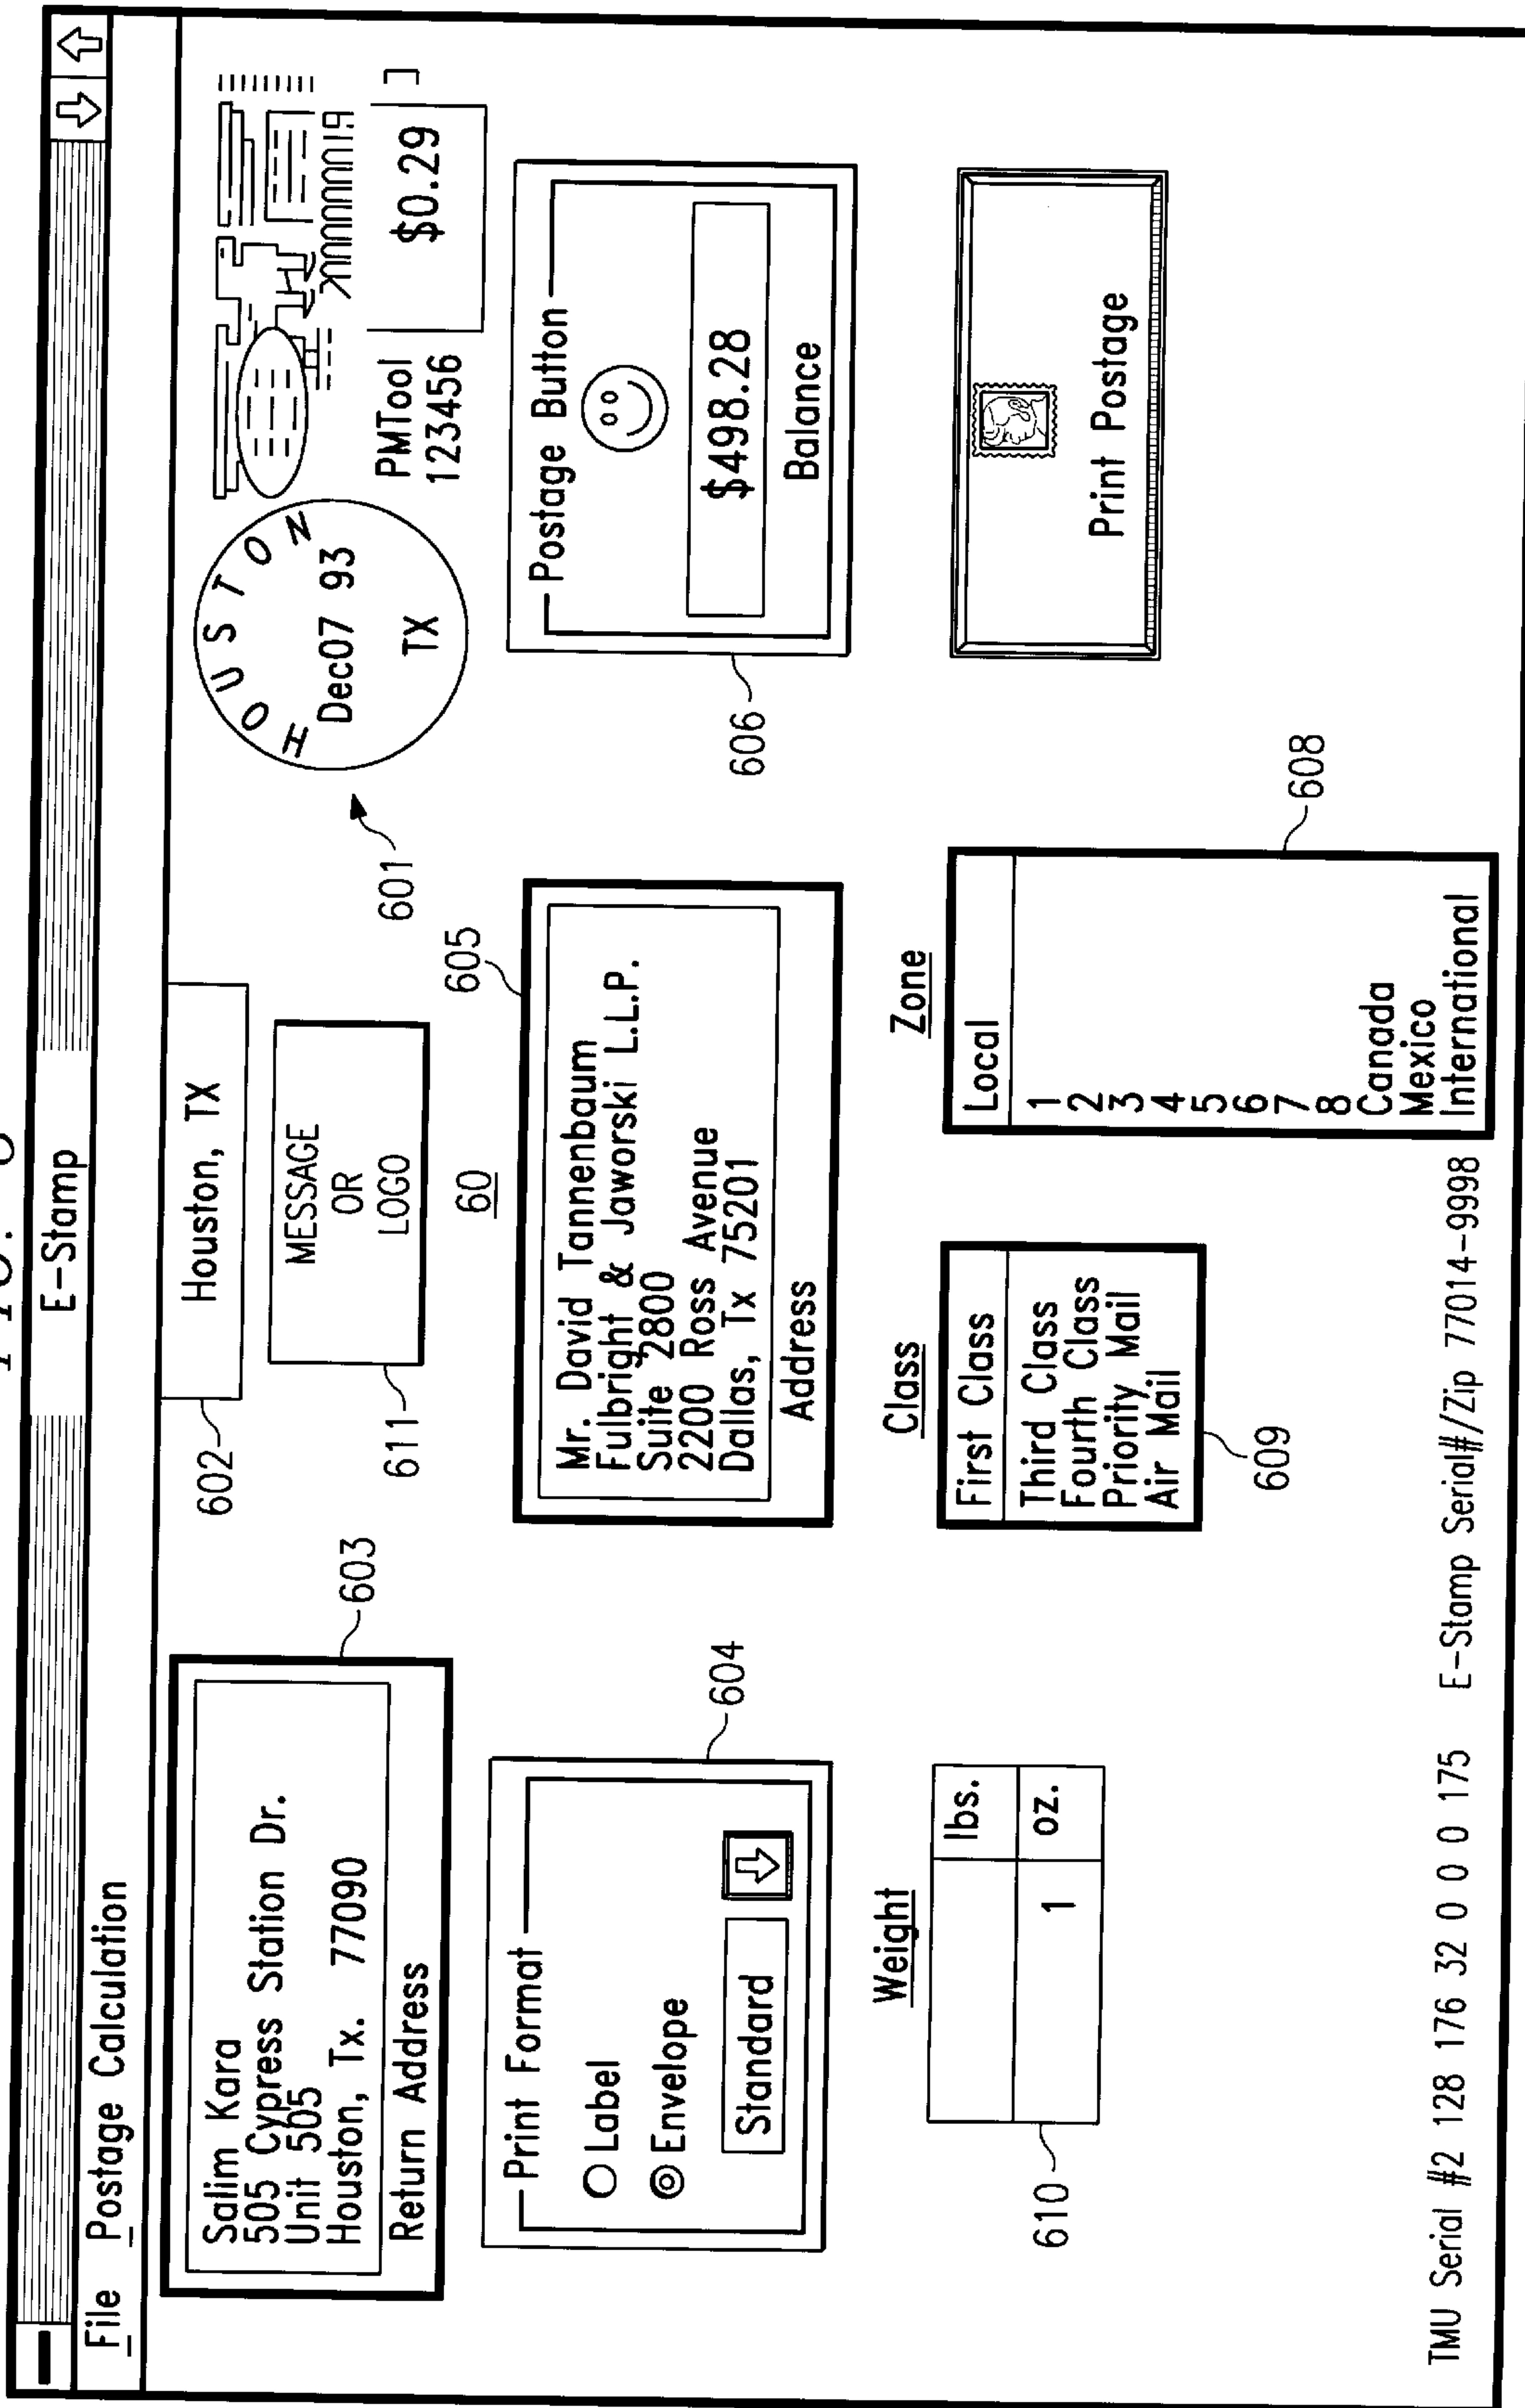 FIG. 6
E-Stamp
File Postage Calculation
Salim Kara
505 Cypress Station Dr.
Unit 505
Houston, Tx. 77090
Return Address
603
Houston, TX
602
MESSAGE
OR
LOGO
611
60
HOUSTON
Dec07 93
TX
601
PMTool
123456
$0.29
Print Format
Label
Envelope
Standard
604
Mr. David Tannenbaum
Fulbright & Jaworski L.L.P.
Suite 2800
2200 Ross Avenue
Dallas, Tx 75201
Address
605
Postage Button
$498.28
Balance
606
Weight
lbs.
1 oz.
610
Class
First Class
Third Class
Fourth Class
Priority Mail
Air Mail
609
Zone
Local
1
2
3
4
5
6
7
8
Canada
Mexico
International
608
Print Postage
TMU Serial #2 128 176 32 0 0 0 175 E-Stamp Serial#/Zip 77014-9998